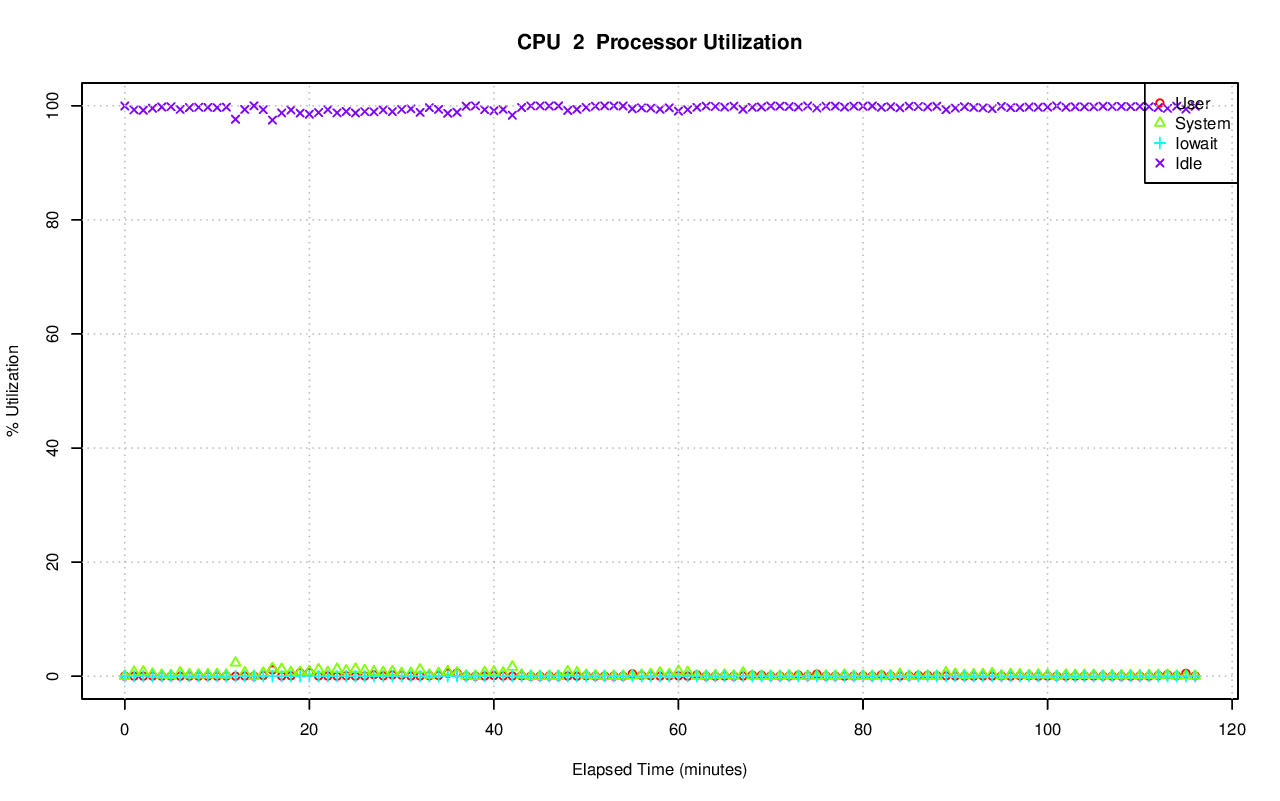 CPU 2 Processor Utilization
% Utilization
100
80
60
40
20
0
User
System
Iowait
Idle
0 20 40 60 80 100 120
Elapsed Time (minutes)